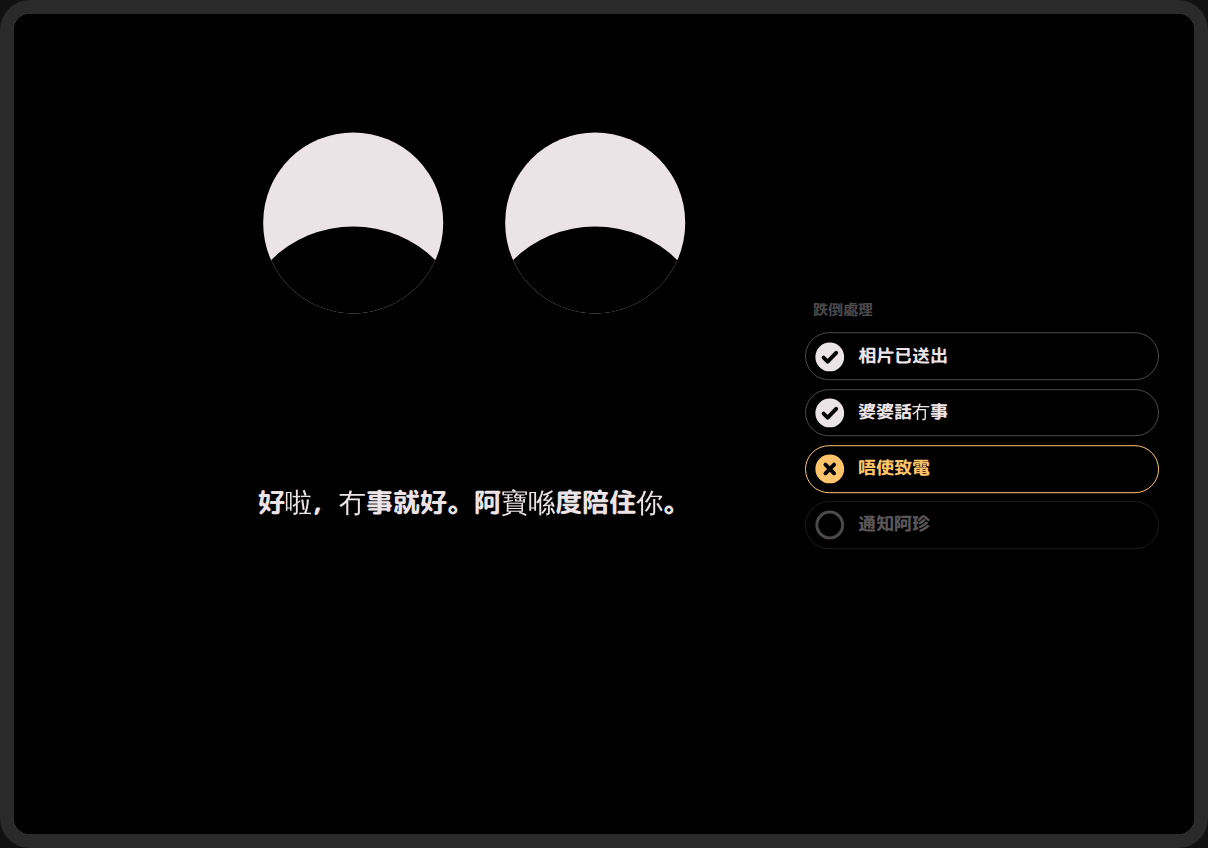 好啦，冇事就好。阿寶喺度陪住你。
跌倒處理
相片已送出
婆婆話冇事
唔使致電
通知阿珍